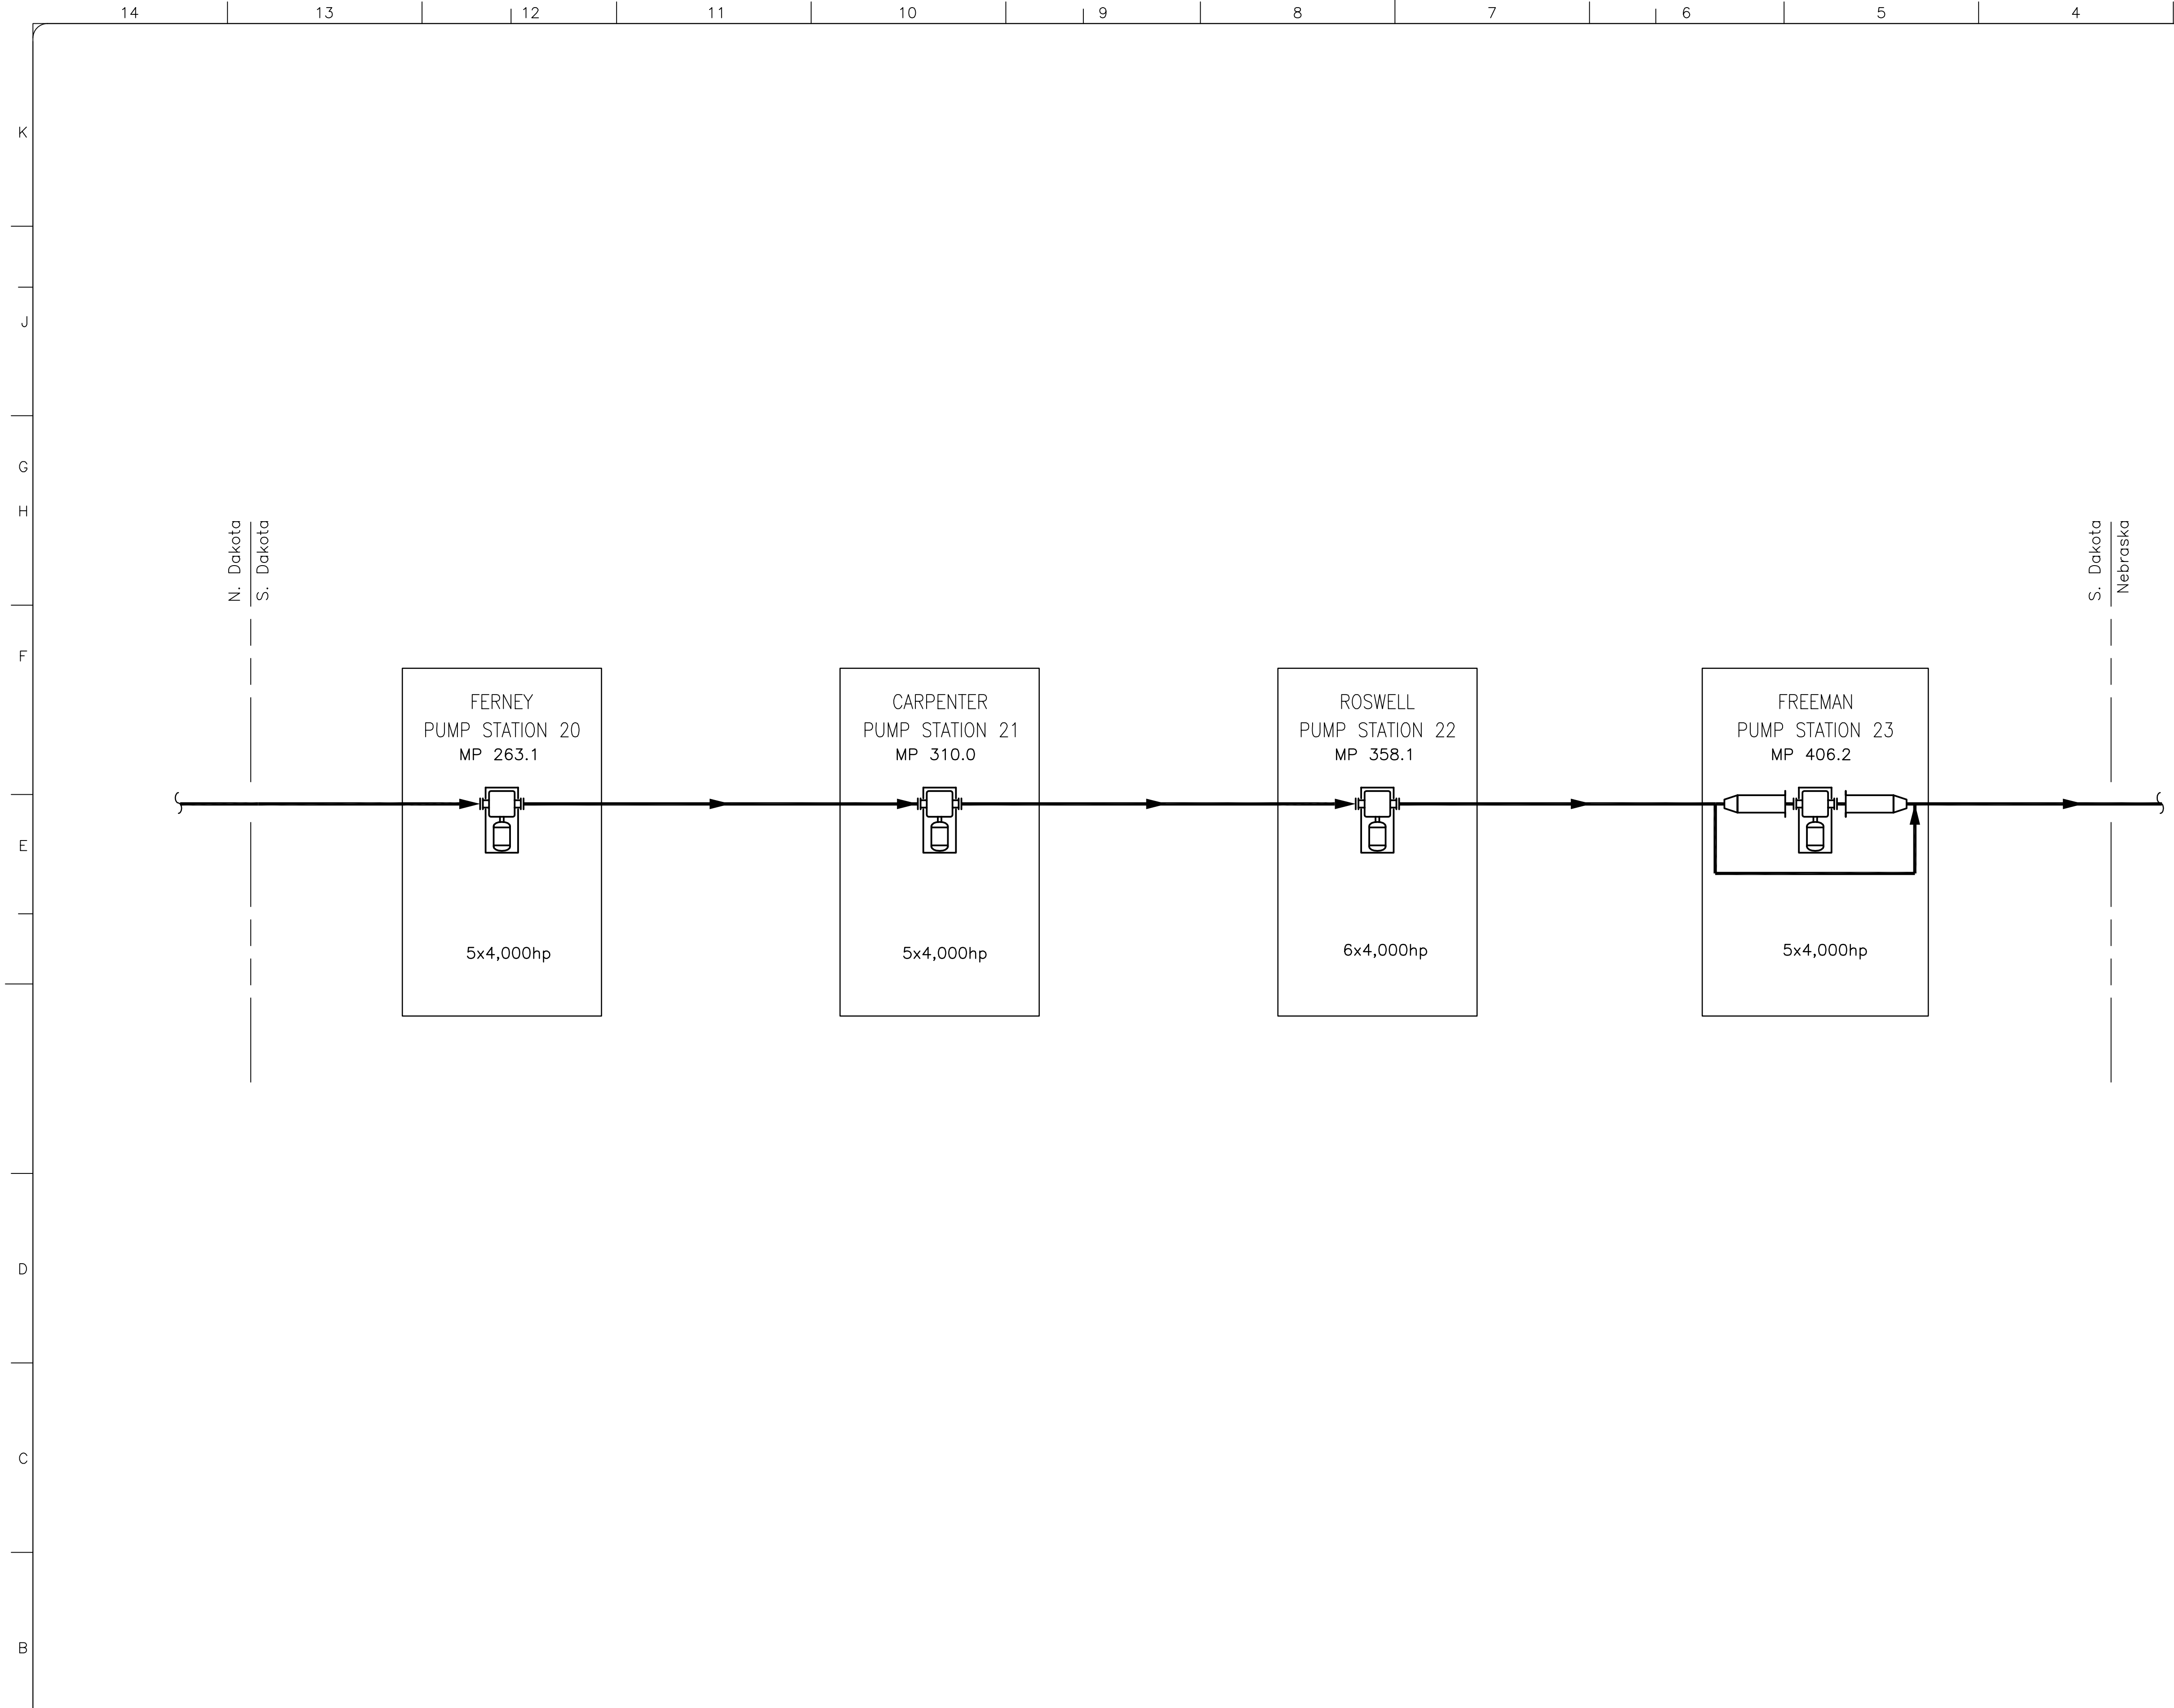 14 13 12 11 10 9 8 7 6 5 4
K
J
G
H
N. Dakota
S. Dakota
S. Dakota
Nebraska
F
FERNEY
PUMP STATION 20
MP 263.1
5x4,000hp
CARPENTER
PUMP STATION 21
MP 310.0
5x4,000hp
ROSWELL
PUMP STATION 22
MP 358.1
6x4,000hp
FREEMAN
PUMP STATION 23
MP 406.2
5x4,000hp
E
D
C
B